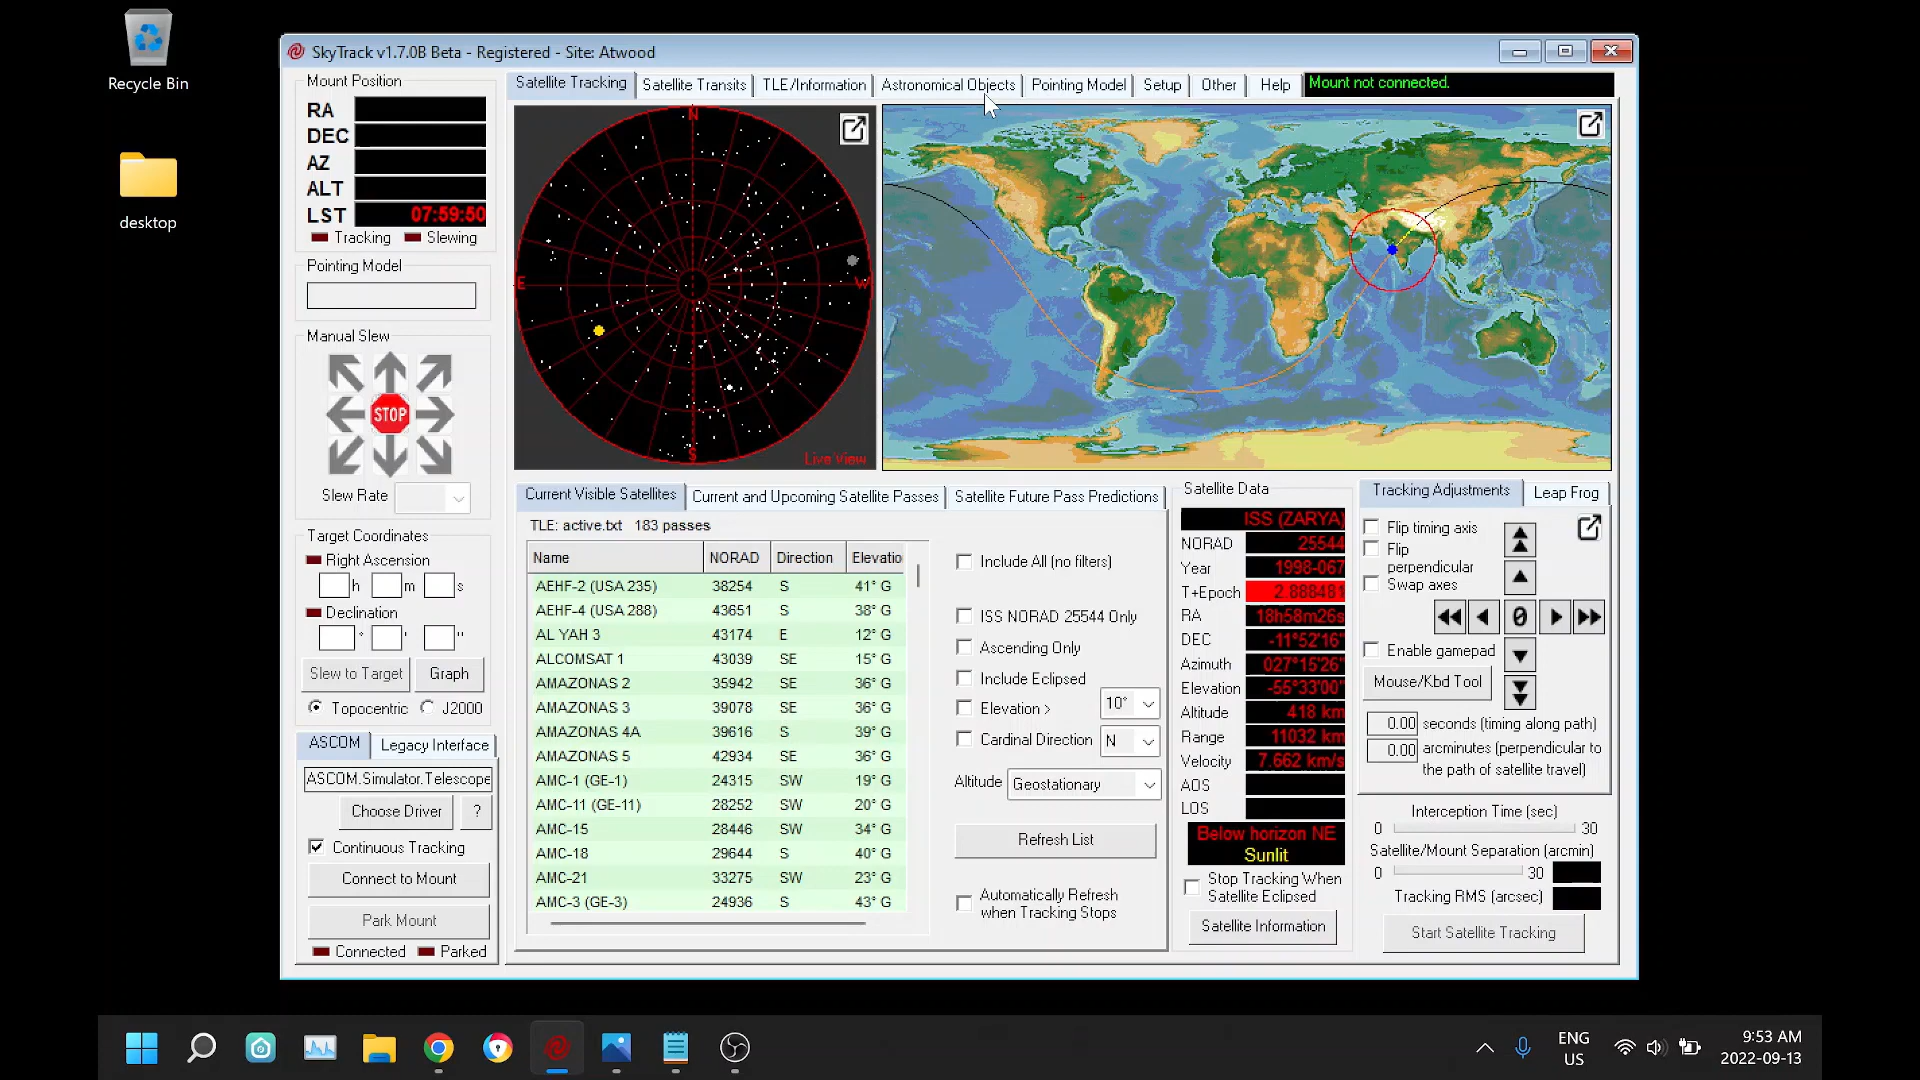 Recycle Bin
desktop
SkyTrack v1.7.0B Beta - Registered - Site: Atwood
Mount Position
RA
DEC
AZ
ALT
LST 07:59:50
Tracking Slewing
Pointing Model
Manual Slew
STOP
Slew Rate
Target Coordinates
Right Ascension
h m s
Declination
° ' "
Slew to Target Graph
Topocentric J2000
ASCOM Legacy Interface
ASCOM.Simulator.Telescope
Choose Driver ?
Continuous Tracking
Connect to Mount
Park Mount
Connected Parked
Satellite Tracking Satellite Transits TLE/Information Astronomical Objects Pointing Model Setup Other Help
Mount not connected.
N
E
W
S
Live View
Current Visible Satellites Current and Upcoming Satellite Passes Satellite Future Pass Predictions
TLE: active.txt 183 passes
Name NORAD Direction Elevatio
AEHF-2 (USA 235) 38254 S 41° G
AEHF-4 (USA 288) 43651 S 38° G
AL YAH 3 43174 E 12° G
ALCOMSAT 1 43039 SE 15° G
AMAZONAS 2 35942 SE 36° G
AMAZONAS 3 39078 SE 36° G
AMAZONAS 4A 39616 S 39° G
AMAZONAS 5 42934 SE 36° G
AMC-1 (GE-1) 24315 SW 19° G
AMC-11 (GE-11) 28252 SW 20° G
AMC-15 28446 SW 34° G
AMC-18 29644 S 40° G
AMC-21 33275 SW 23° G
AMC-3 (GE-3) 24936 S 43° G
Include All (no filters)
ISS NORAD 25544 Only
Ascending Only
Include Eclipsed
Elevation > 10°
Cardinal Direction N
Altitude Geostationary
Refresh List
Automatically Refresh
when Tracking Stops
Satellite Data
ISS (ZARYA)
NORAD 25544
Year 1998-067
T+Epoch 2.888481
RA 18h58m26s
DEC -11°52'16"
Azimuth 027°15'26"
Elevation -55°33'00"
Altitude 418 km
Range 11032 km
Velocity 7.662 km/s
AOS
LOS
Below horizon NE
Sunlit
Stop Tracking When
Satellite Eclipsed
Satellite Information
Tracking Adjustments Leap Frog
Flip timing axis
Flip
perpendicular
Swap axes
0
Enable gamepad
Mouse/Kbd Tool
0.00 seconds (timing along path)
0.00 arcminutes (perpendicular to
the path of satellite travel)
Interception Time (sec)
0 30
Satellite/Mount Separation (arcmin)
0 30
Tracking RMS (arcsec)
Start Satellite Tracking
ENG
US
9:53 AM
2022-09-13